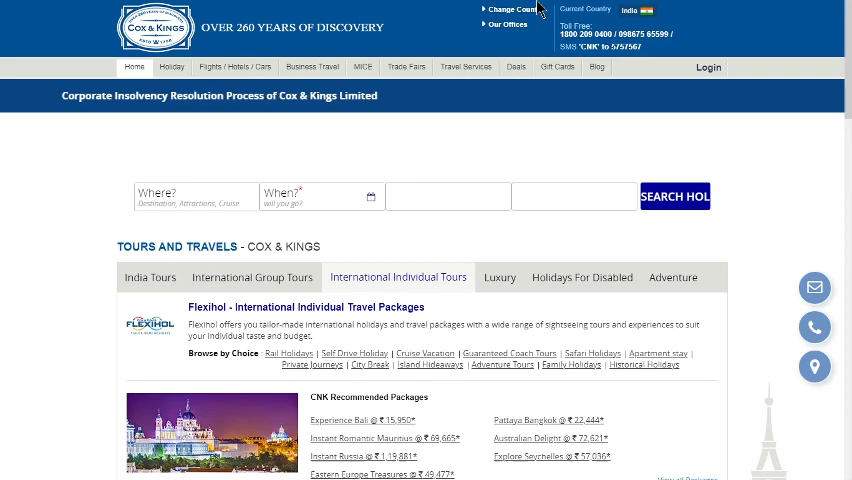 Change Coun
Our Offices
Current Country
India
Toll Free:
1800 209 0400 / 098675 65599 /
SMS 'CNK' to 5757567
COX & KINGS
OVER 260 YEARS OF DISCOVERY
Home
Holiday
Flights / Hotels / Cars
Business Travel
MICE
Trade Fairs
Travel Services
Deals
Gift Cards
Blog
Login
Corporate Insolvency Resolution Process of Cox & Kings Limited
Where?
Destination, Attractions, Cruise
When?*
will you go?
SEARCH HOL
TOURS AND TRAVELS - COX & KINGS
India Tours
International Group Tours
International Individual Tours
Luxury
Holidays For Disabled
Adventure
FLEXIHOL
Flexihol - International Individual Travel Packages
Flexihol offers you tailor-made international holidays and travel packages with a wide range of sightseeing tours and experiences to suit
your individual taste and budget.
Browse by Choice : Rail Holidays | Self Drive Holiday | Cruise Vacation | Guaranteed Coach Tours | Safari Holidays | Apartment stay |
Private Journeys | City Break | Island Hideaways | Adventure Tours | Family Holidays | Historical Holidays
CNK Recommended Packages
Experience Bali @ ₹ 15,950*
Pattaya Bangkok @ ₹ 22,444*
Instant Romantic Mauritius @ ₹ 69,665*
Australian Delight @ ₹ 72,621*
Instant Russia @ ₹ 1,19,881*
Explore Seychelles @ ₹ 57,036*
Eastern Europe Treasures @ ₹ 49,477*
View all Packages